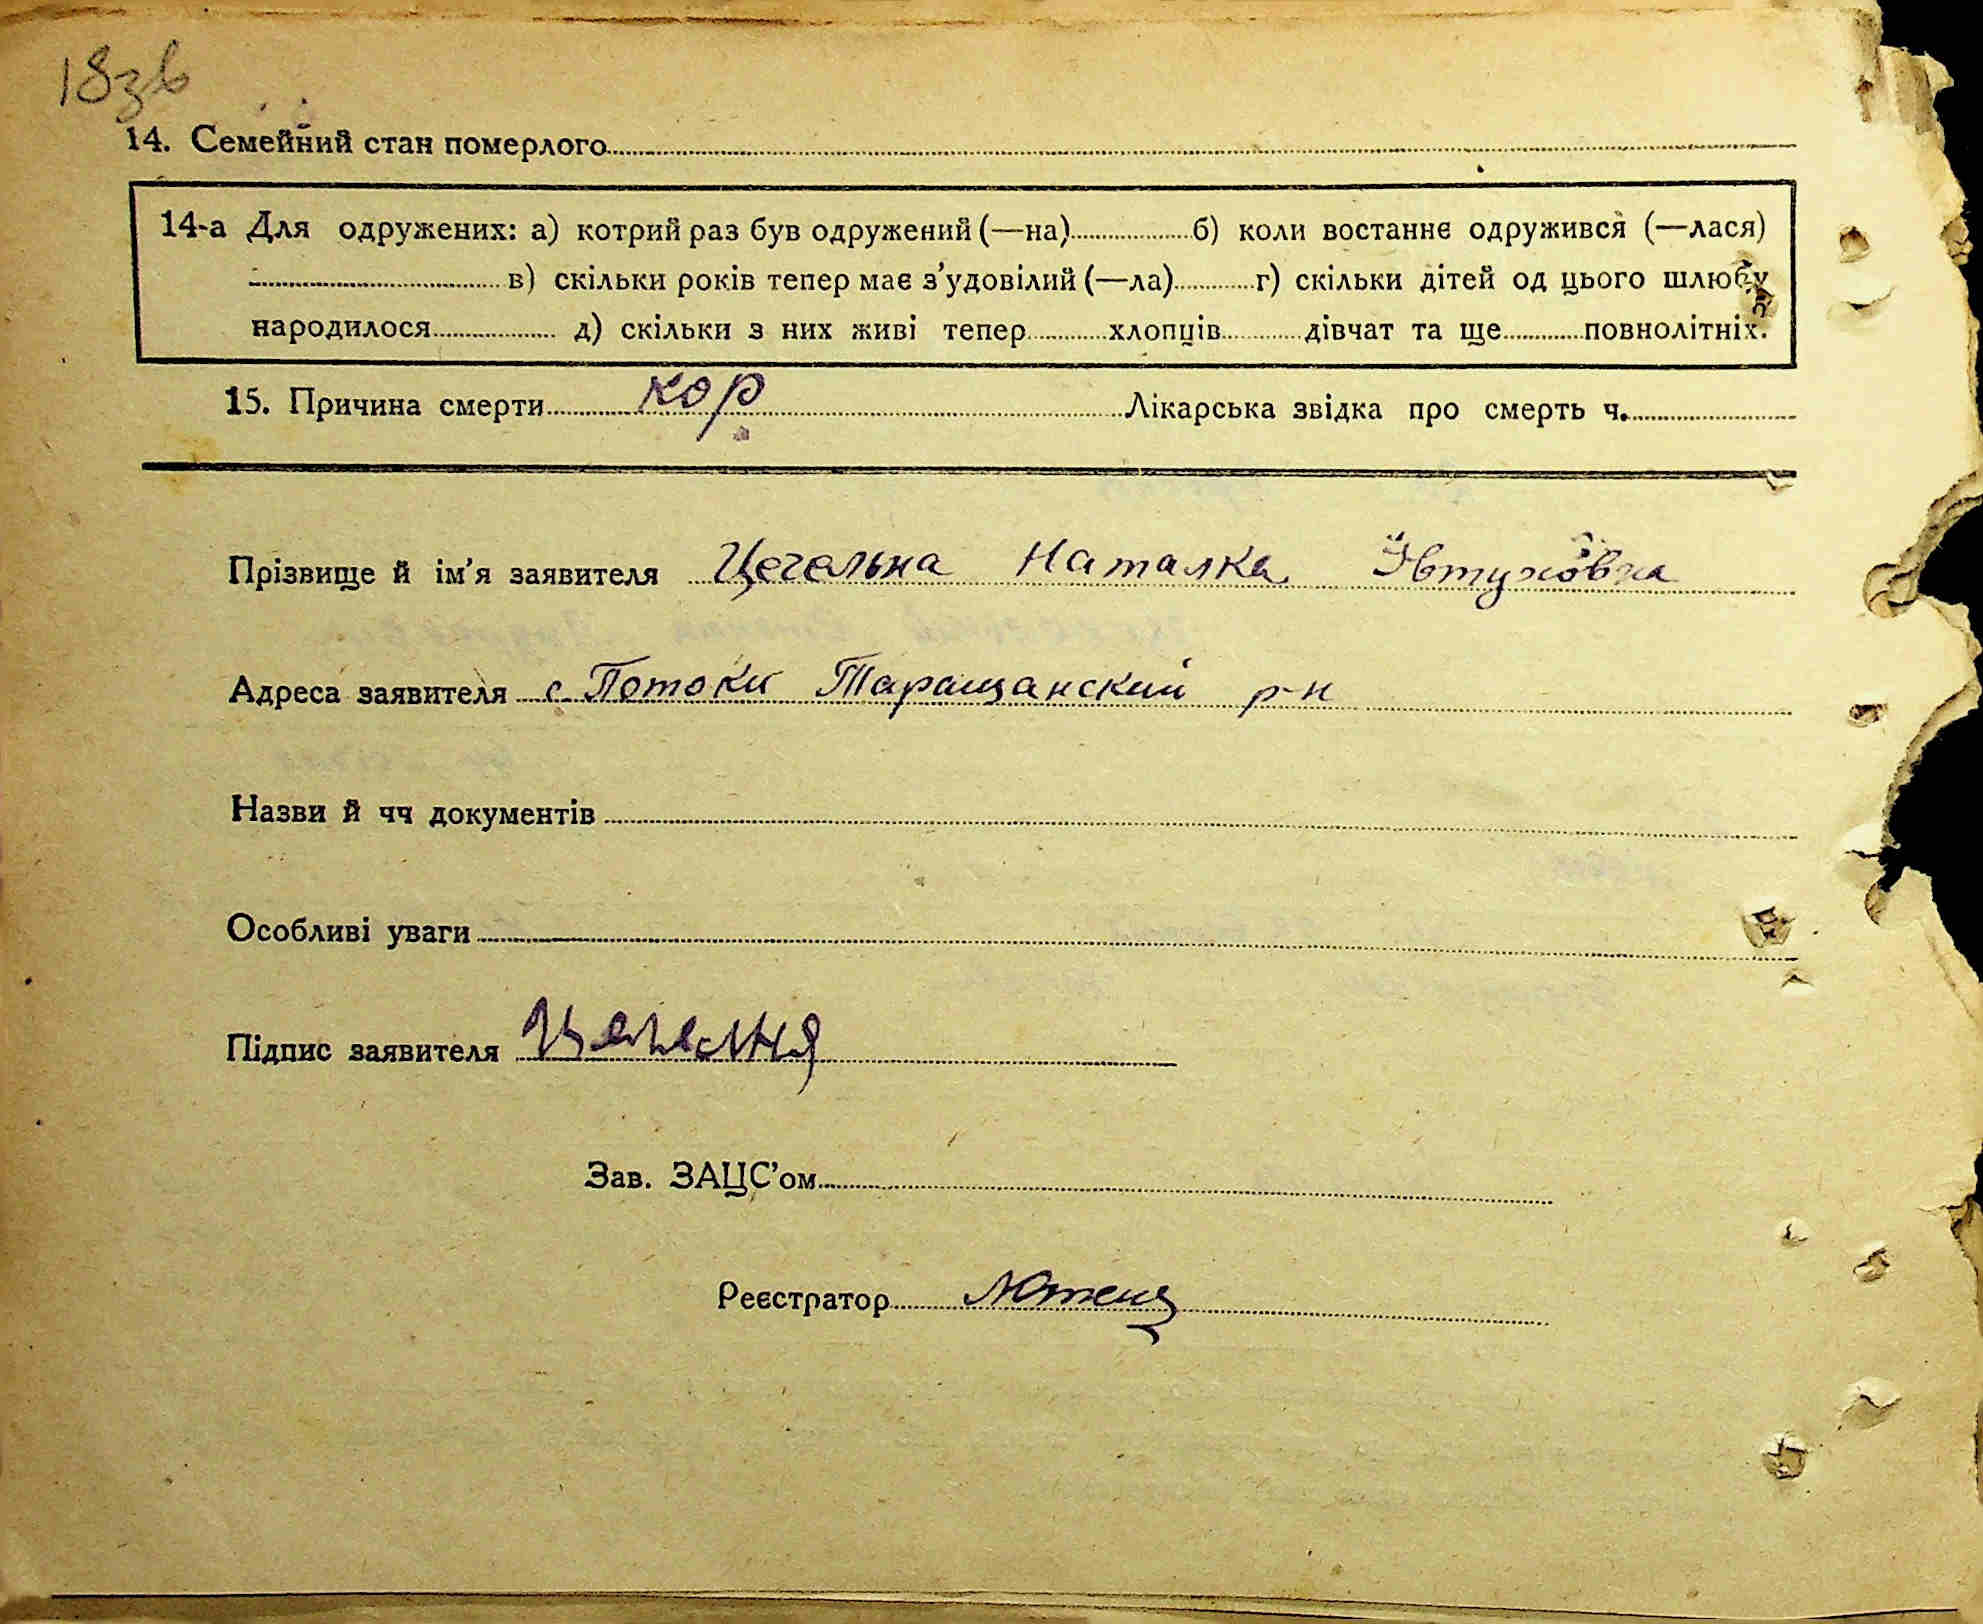 18зв
14. Семейний стан померлого
14-а Для одружених: а) котрий раз був одружений (—на) б) коли востаннє одружився (—лася)
в) скільки років тепер має з'удовілий (—ла) г) скільки дітей од цього шлюбу
народилося д) скільки з них живі тепер хлопців дівчат та ще повнолітніх.
15. Причина смерти кор Лікарська звідка про смерть ч.
Прізвище й ім'я заявителя Цегельна Наталка Явтуховна
Адреса заявителя с. Потоки Таращанский р-н
Назви й чч документів
Особливі уваги
Підпис заявителя
Зав. ЗАЦС'ом
Реєстратор